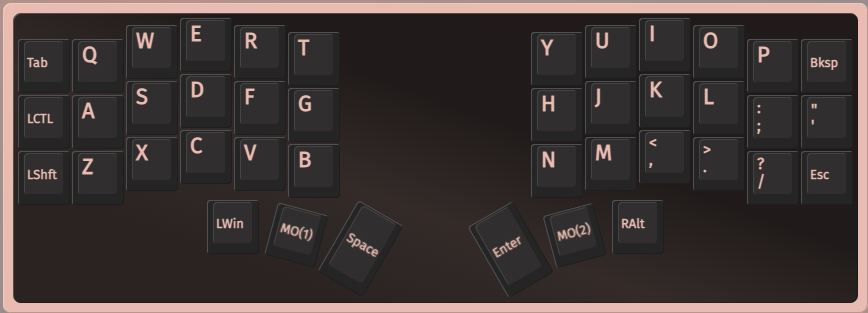 Tab Q W E R T Y U I O P Bksp
LCTL A S D F G H J K L : ; " '
LShft Z X C V B N M < , > . ? / Esc
LWin MO(1) Space Enter MO(2) RAlt